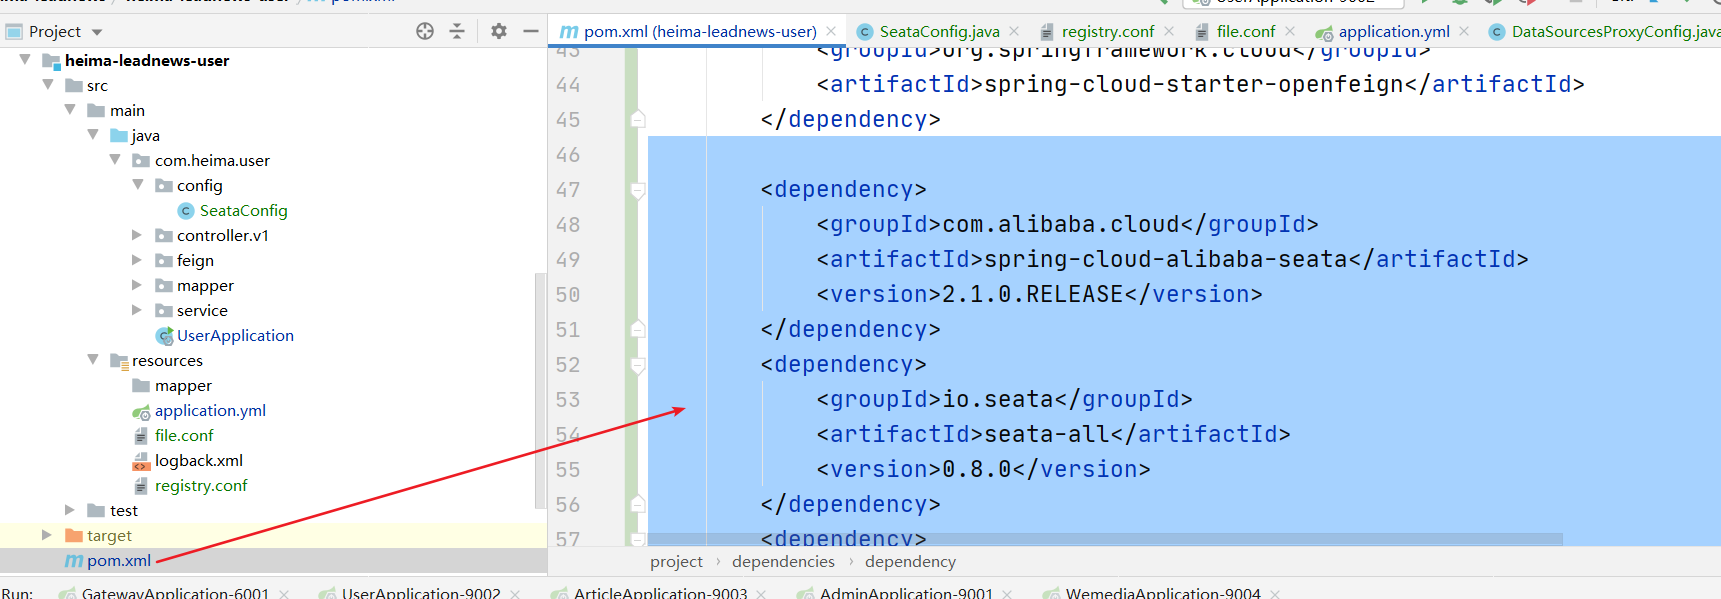 Project
heima-leadnews-user
src
main
java
com.heima.user
config
SeataConfig
controller.v1
feign
mapper
service
UserApplication
resources
mapper
application.yml
file.conf
logback.xml
registry.conf
test
target
pom.xml
pom.xml (heima-leadnews-user)
SeataConfig.java
registry.conf
file.conf
application.yml
DataSourcesProxyConfig.java
43 <groupId>org.springframework.cloud</groupId>
44 <artifactId>spring-cloud-starter-openfeign</artifactId>
45 </dependency>
46
47 <dependency>
48 <groupId>com.alibaba.cloud</groupId>
49 <artifactId>spring-cloud-alibaba-seata</artifactId>
50 <version>2.1.0.RELEASE</version>
51 </dependency>
52 <dependency>
53 <groupId>io.seata</groupId>
54 <artifactId>seata-all</artifactId>
55 <version>0.8.0</version>
56 </dependency>
57 <dependency>
project › dependencies › dependency
Run: GatewayApplication-6001 UserApplication-9002 ArticleApplication-9003 AdminApplication-9001 WemediaApplication-9004